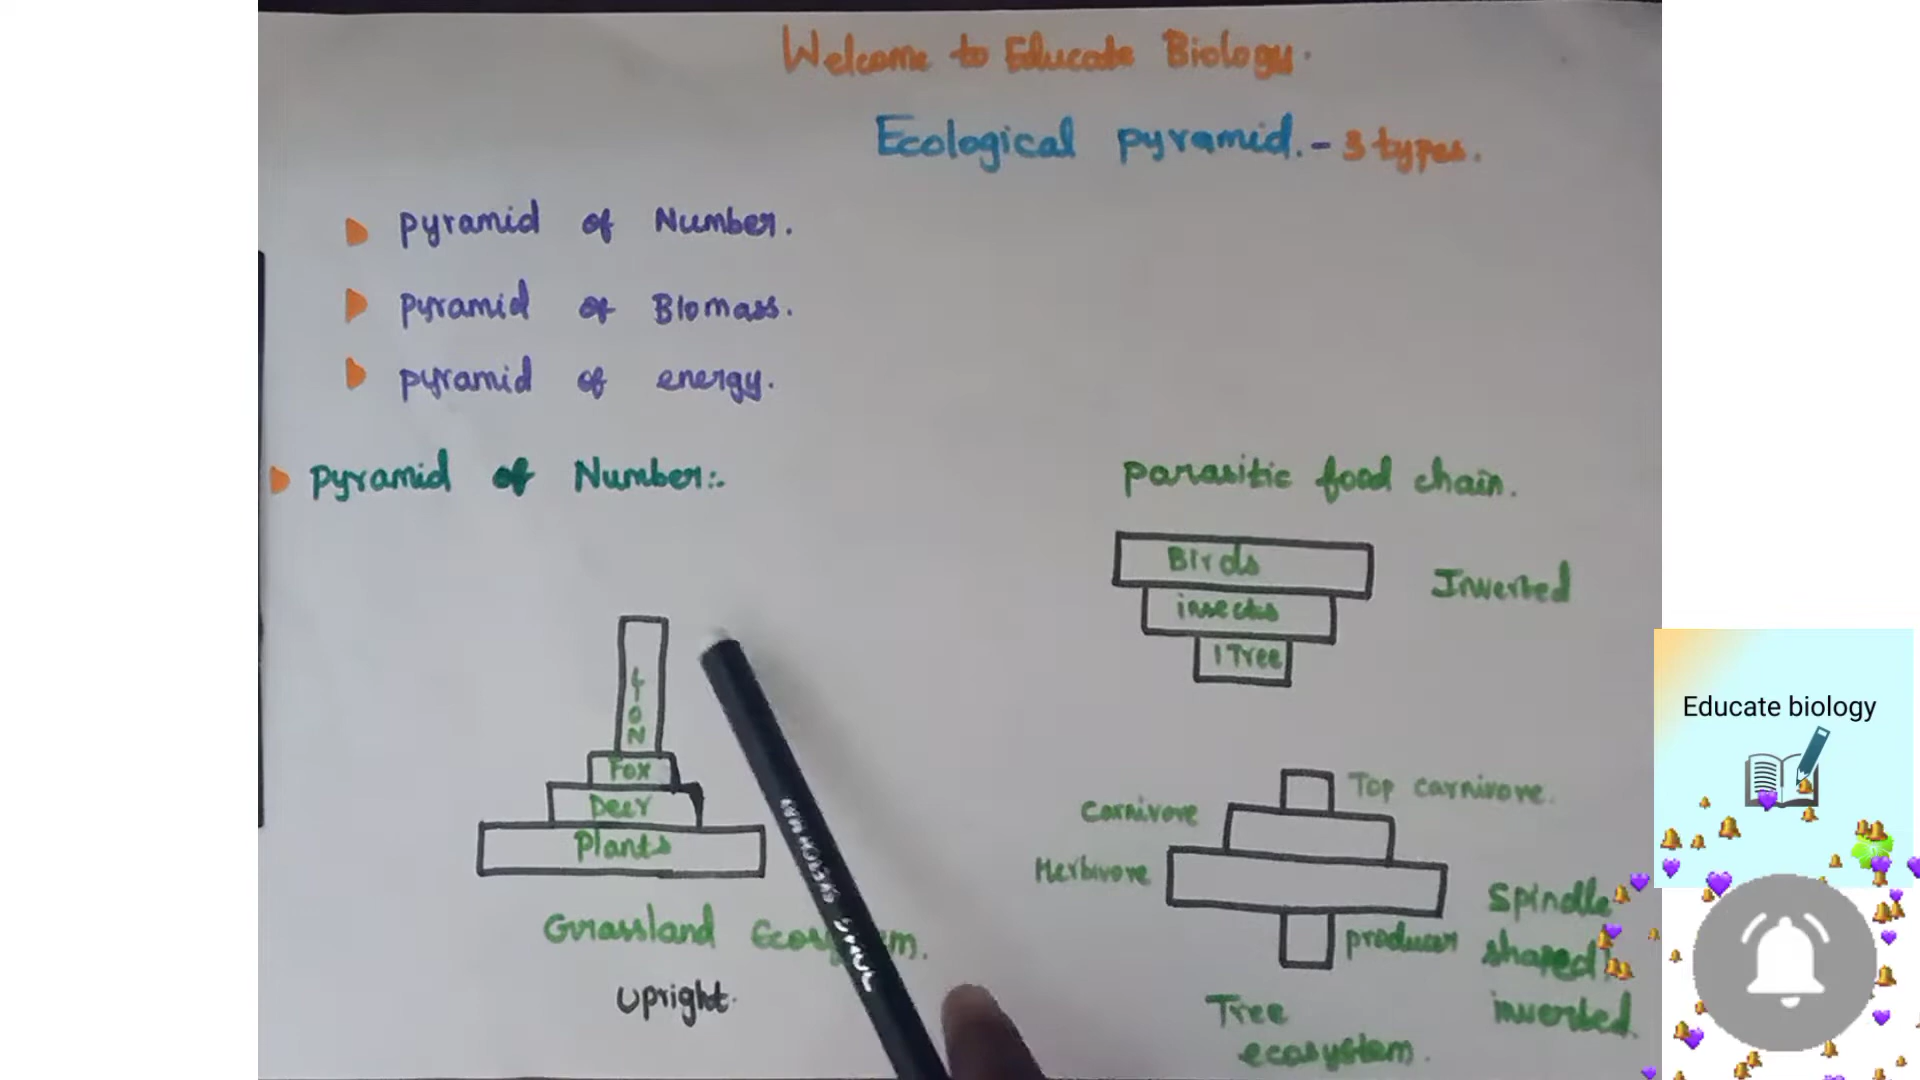 Welcome to Educate Biology.
Ecological pyramid. - 3 types.
pyramid of Number.
pyramid of Biomass.
pyramid of energy.
pyramid of Number:.
parasitic food chain.
Birds
insects
1 Tree
Inverted
LION
Fox
Deer
Plants
Grassland Ecosystem.
Upright.
Top carnivore.
Carnivore
Herbivore
producer
Spindle
shaped
inverted.
Tree
ecosystem.
Educate biology